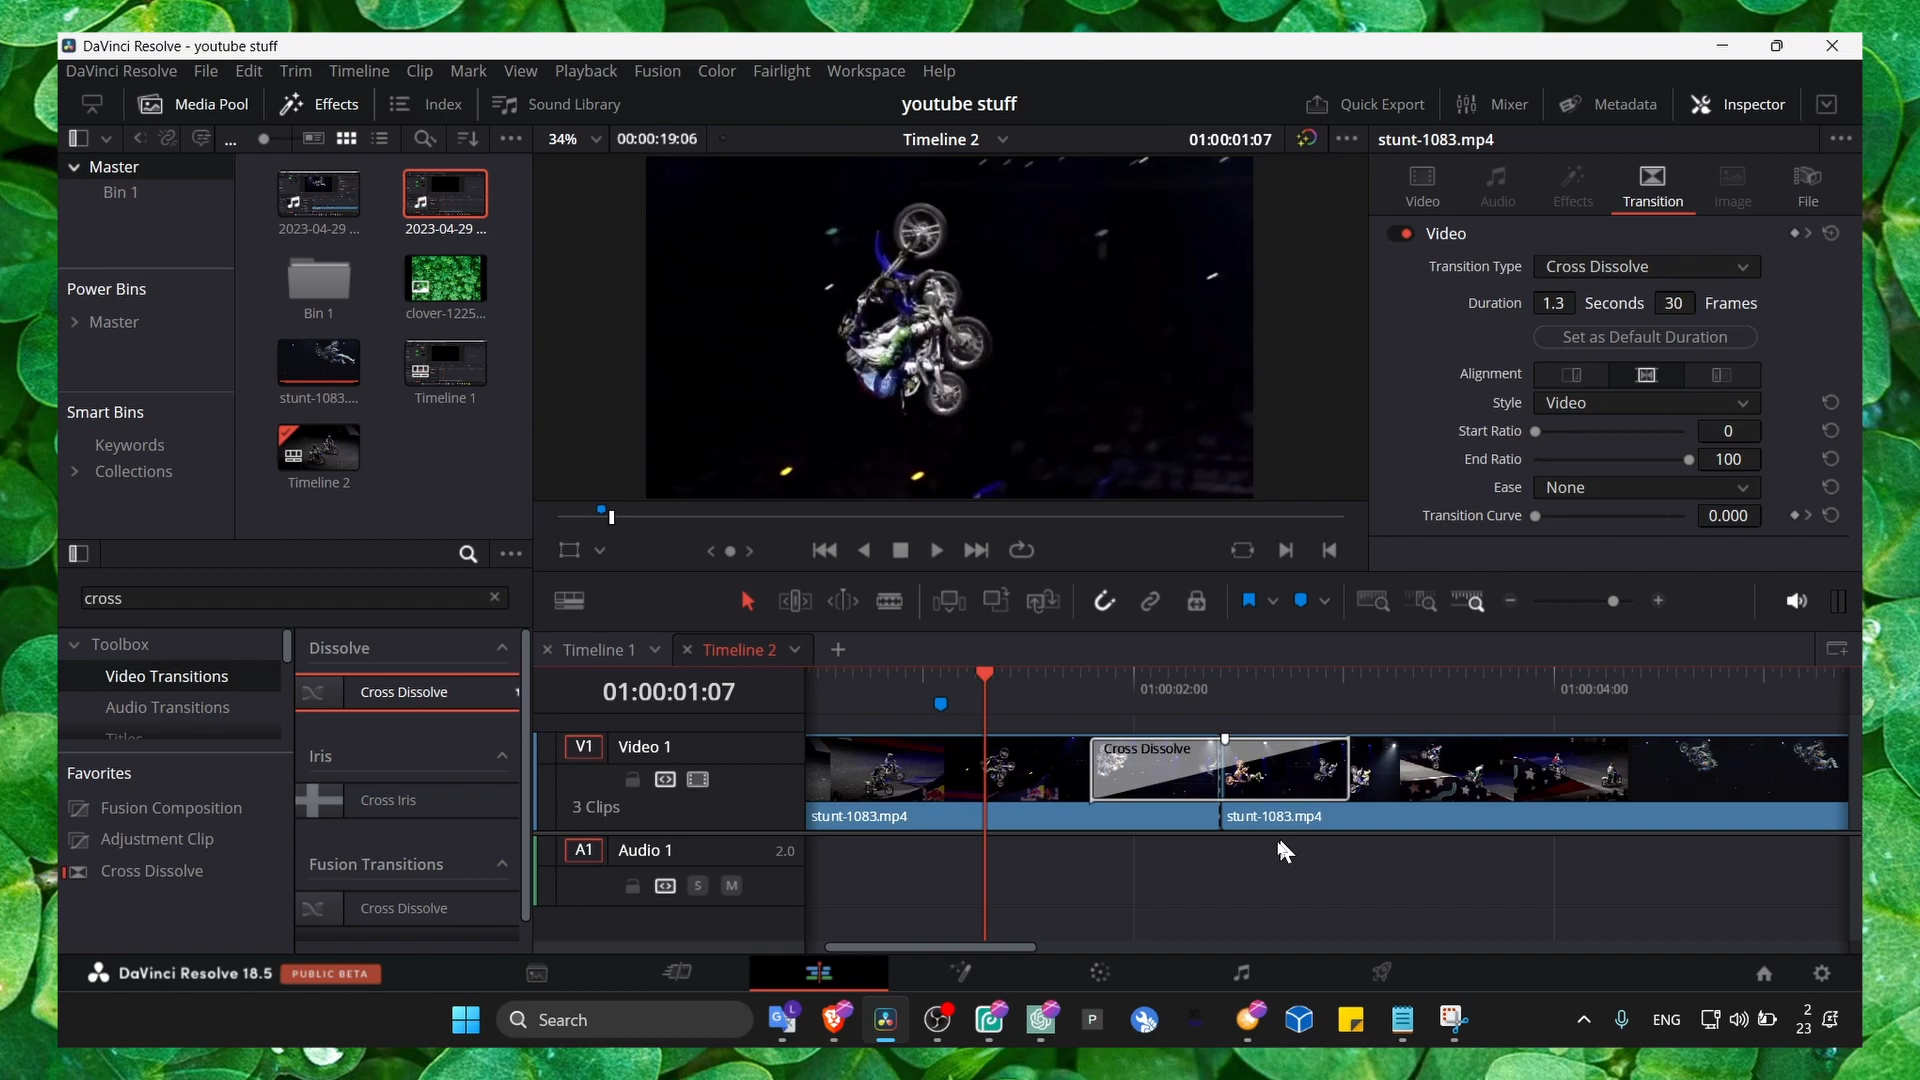 DaVinci Resolve - youtube stuff
DaVinci Resolve File Edit Trim Timeline Clip Mark View Playback Fusion Color Fairlight Workspace Help
Media Pool Effects Index Sound Library youtube stuff Quick Export Mixer Metadata Inspector
34% 00:00:19:06 Timeline 2 01:00:01:07 stunt-1083.mp4
Master
Bin 1
Power Bins
Master
Smart Bins
Keywords
Collections
2023-04-29 ... 2023-04-29 ...
Bin 1 clover-1225...
stunt-1083.... Timeline 1
Timeline 2
Video Audio Effects Transition Image File
Video
Transition Type Cross Dissolve
Duration 1.3 Seconds 30 Frames
Set as Default Duration
Alignment
Style Video
Start Ratio 0
End Ratio 100
Ease None
Transition Curve 0.000
cross
Toolbox
Video Transitions
Audio Transitions
Titles
Favorites
Fusion Composition
Adjustment Clip
Cross Dissolve
Dissolve
Cross Dissolve
Iris
Cross Iris
Fusion Transitions
Cross Dissolve
Timeline 1 Timeline 2
01:00:01:07 01:00:02:00 01:00:04:00
V1 Video 1
3 Clips
Cross Dissolve
stunt-1083.mp4 stunt-1083.mp4
A1 Audio 1 2.0
S M
DaVinci Resolve 18.5 PUBLIC BETA
Search
L
P
ENG
2
23